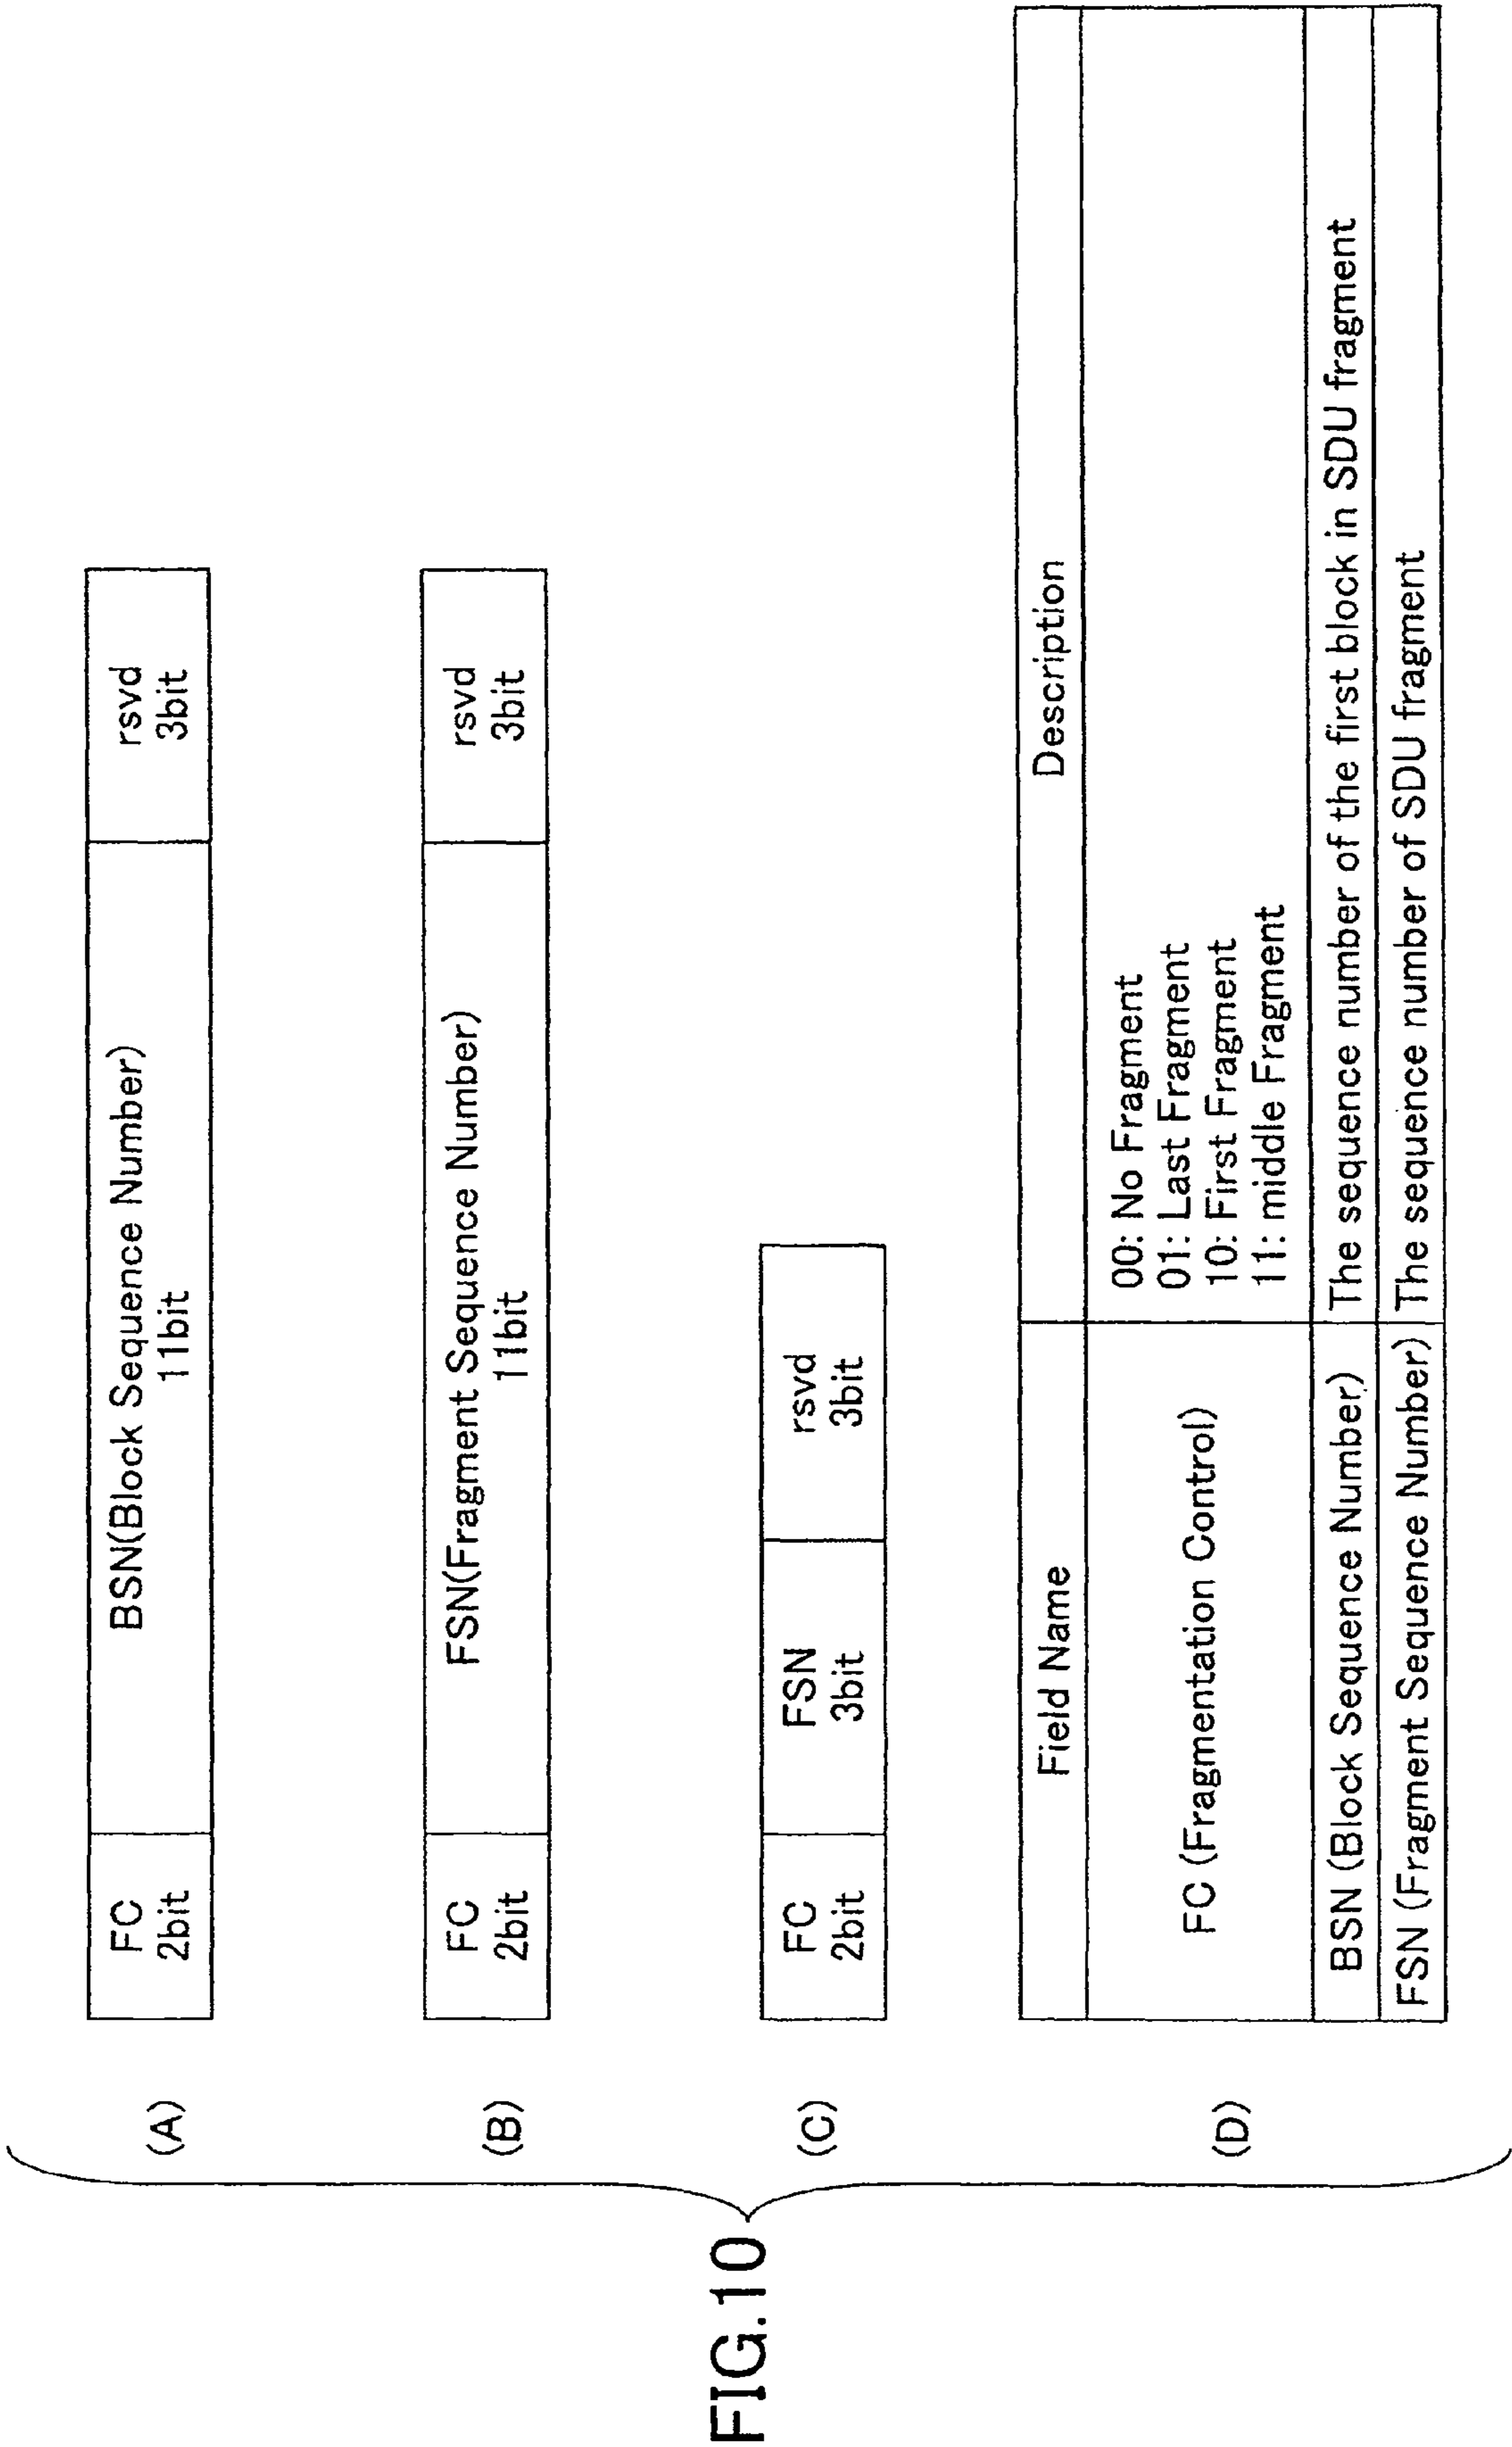 FIG.10
(A)
FC
2bit
BSN(Block Sequence Number)
11bit
rsvd
3bit
(B)
FC
2bit
FSN(Fragment Sequence Number)
11bit
rsvd
3bit
(C)
FC
2bit
FSN
3bit
rsvd
3bit
(D)
Field Name
Description
FC (Fragmentation Control)
00: No Fragment
01: Last Fragment
10: First Fragment
11: middle Fragment
BSN (Block Sequence Number)
The sequence number of the first block in SDU fragment
FSN (Fragment Sequence Number)
The sequence number of SDU fragment